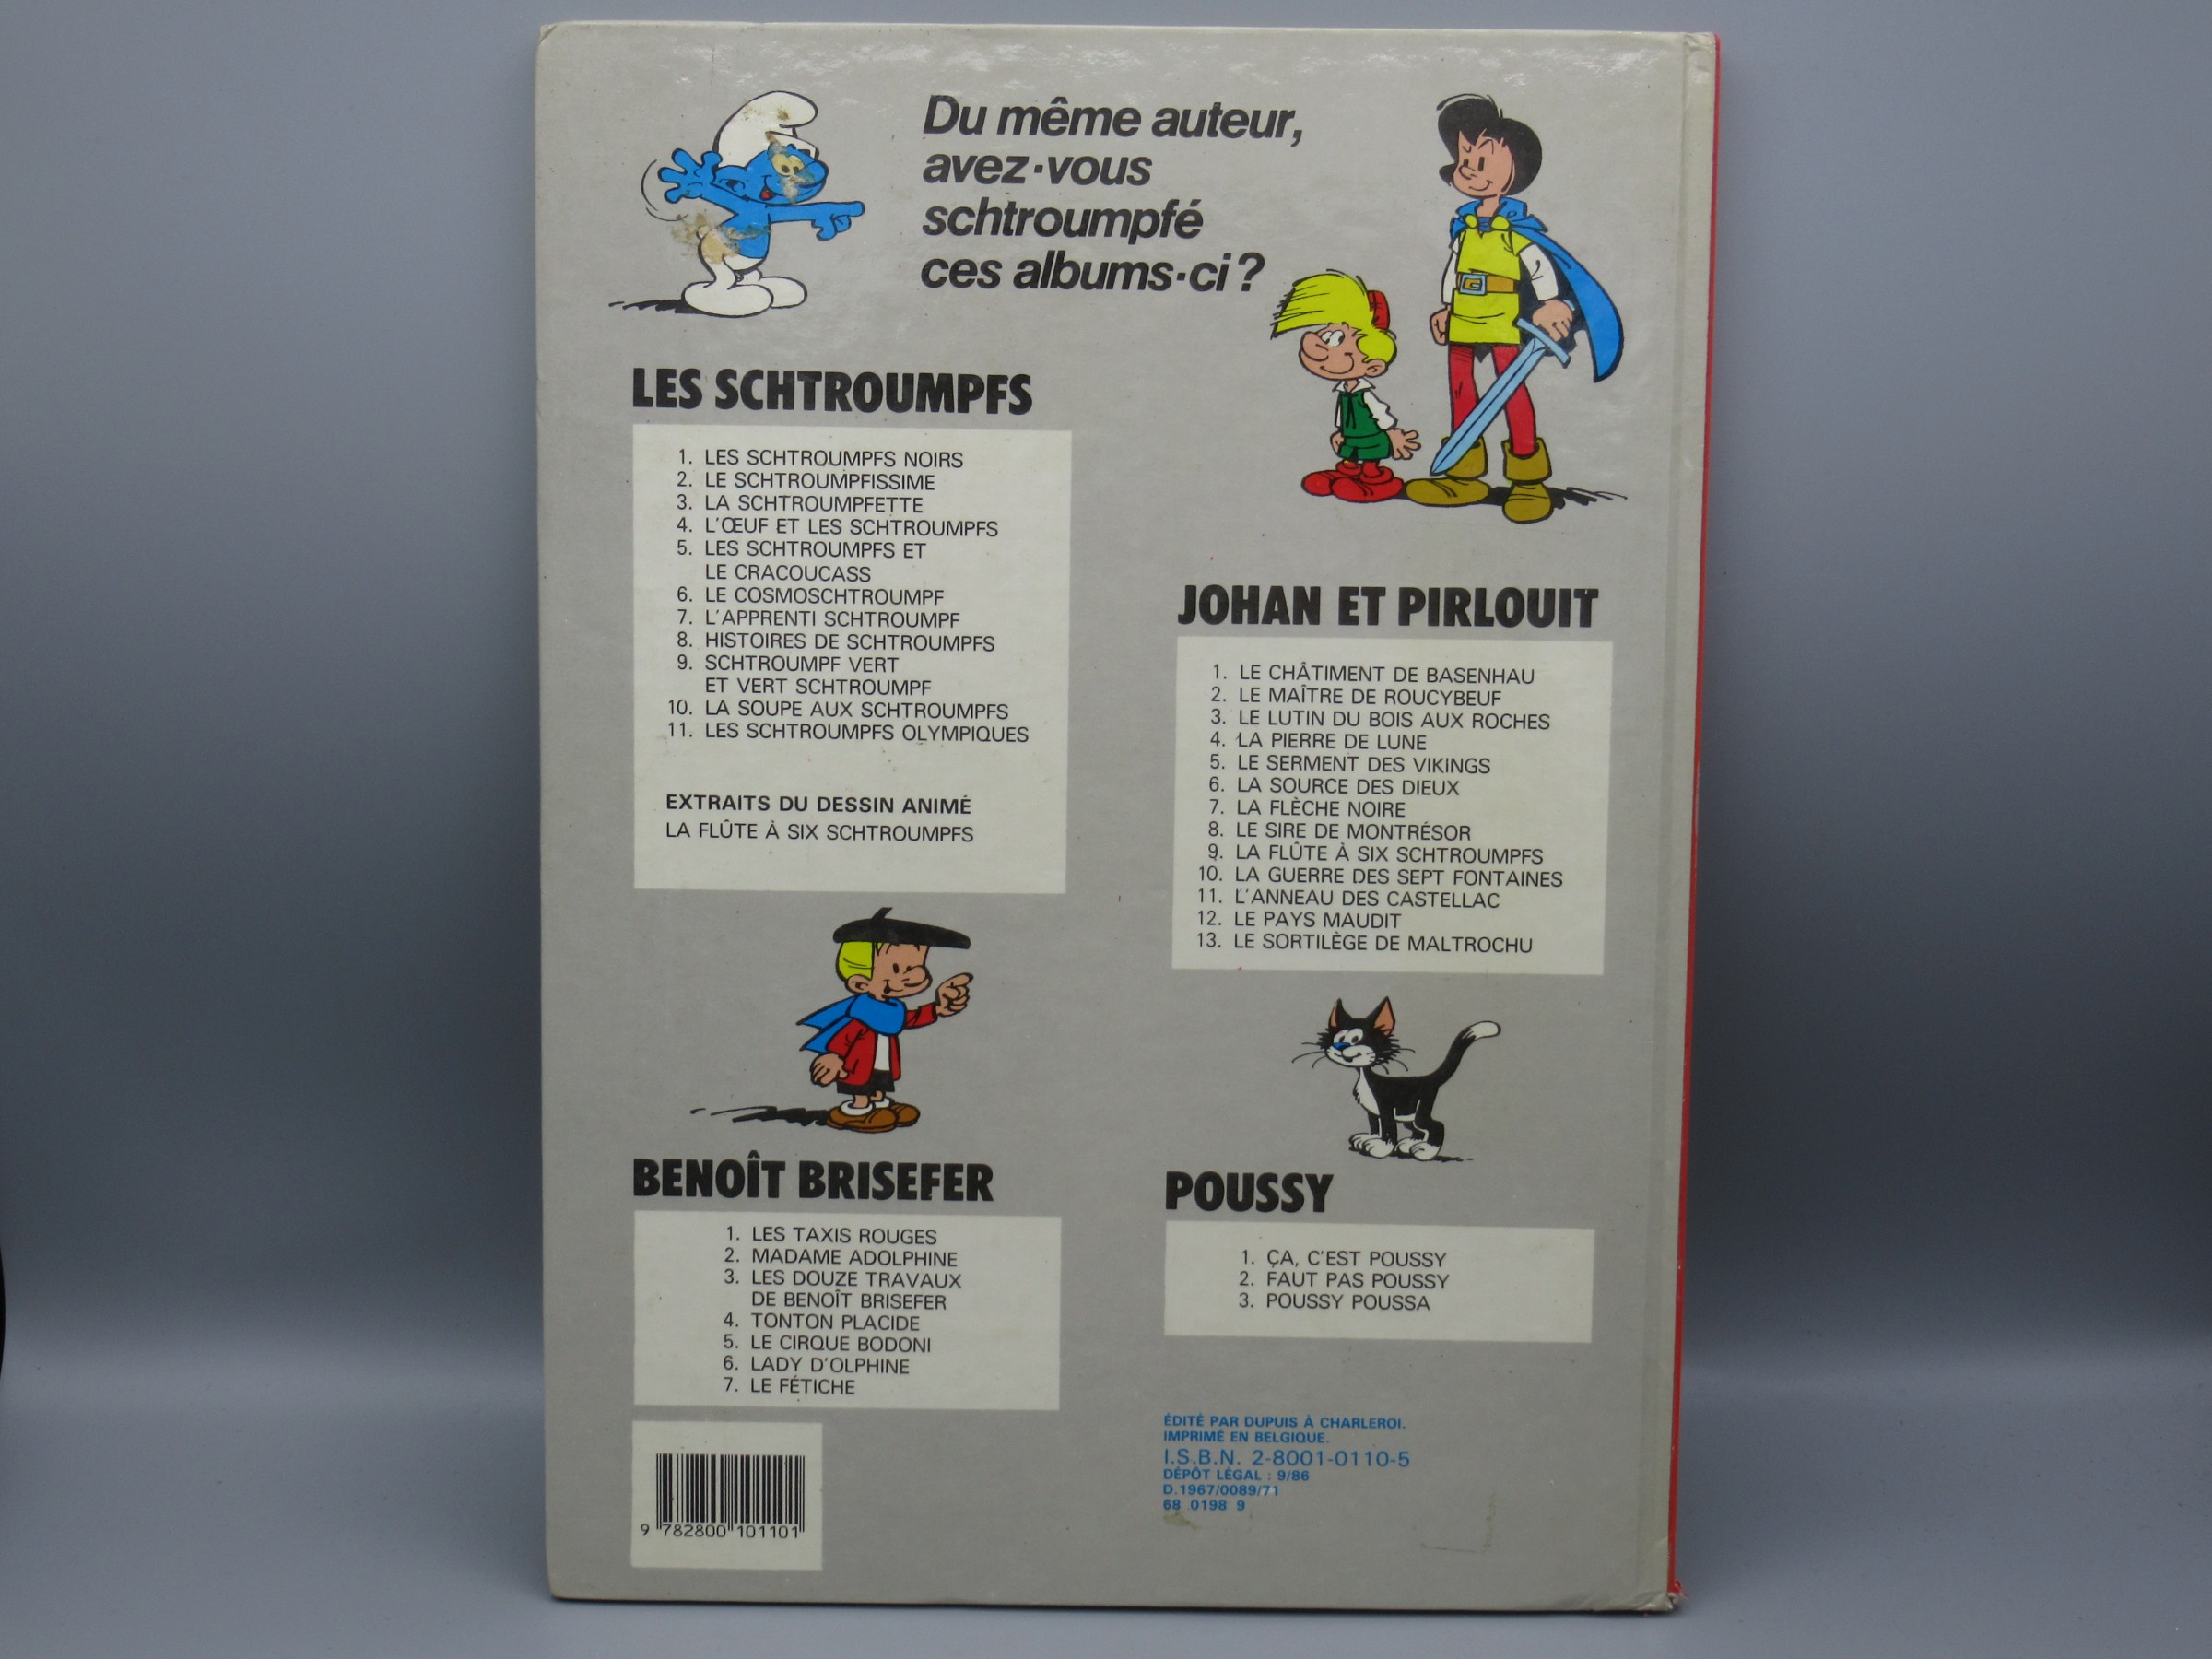 Du même auteur,
avez-vous
schtroumpfé
ces albums-ci ?
LES SCHTROUMPFS
1. LES SCHTROUMPFS NOIRS
2. LE SCHTROUMPFISSIME
3. LA SCHTROUMPFETTE
4. L'ŒUF ET LES SCHTROUMPFS
5. LES SCHTROUMPFS ET
LE CRACOUCASS
6. LE COSMOSCHTROUMPF
7. L'APPRENTI SCHTROUMPF
8. HISTOIRES DE SCHTROUMPFS
9. SCHTROUMPF VERT
ET VERT SCHTROUMPF
10. LA SOUPE AUX SCHTROUMPFS
11. LES SCHTROUMPFS OLYMPIQUES
EXTRAITS DU DESSIN ANIMÉ
LA FLÛTE À SIX SCHTROUMPFS
JOHAN ET PIRLOUIT
1. LE CHÂTIMENT DE BASENHAU
2. LE MAÎTRE DE ROUCYBEUF
3. LE LUTIN DU BOIS AUX ROCHES
4. LA PIERRE DE LUNE
5. LE SERMENT DES VIKINGS
6. LA SOURCE DES DIEUX
7. LA FLÈCHE NOIRE
8. LE SIRE DE MONTRÉSOR
9. LA FLÛTE À SIX SCHTROUMPFS
10. LA GUERRE DES SEPT FONTAINES
11. L'ANNEAU DES CASTELLAC
12. LE PAYS MAUDIT
13. LE SORTILÈGE DE MALTROCHU
BENOÎT BRISEFER
1. LES TAXIS ROUGES
2. MADAME ADOLPHINE
3. LES DOUZE TRAVAUX
DE BENOÎT BRISEFER
4. TONTON PLACIDE
5. LE CIRQUE BODONI
6. LADY D'OLPHINE
7. LE FÉTICHE
POUSSY
1. ÇA, C'EST POUSSY
2. FAUT PAS POUSSY
3. POUSSY POUSSA
ÉDITÉ PAR DUPUIS À CHARLEROI.
IMPRIMÉ EN BELGIQUE.
I.S.B.N. 2-8001-0110-5
DÉPÔT LÉGAL : 9/86
D.1967/0089/71
68 0198 9
9 782800 101101